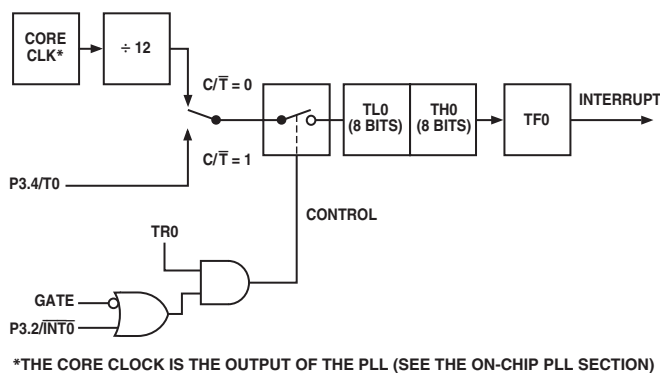 CORE
CLK*
÷ 12
C/T̅ = 0
C/T̅ = 1
P3.4/T0
TL0
(8 BITS)
TH0
(8 BITS)
TF0
INTERRUPT
CONTROL
TR0
GATE
P3.2/I̅N̅T̅0̅
*THE CORE CLOCK IS THE OUTPUT OF THE PLL (SEE THE ON-CHIP PLL SECTION)